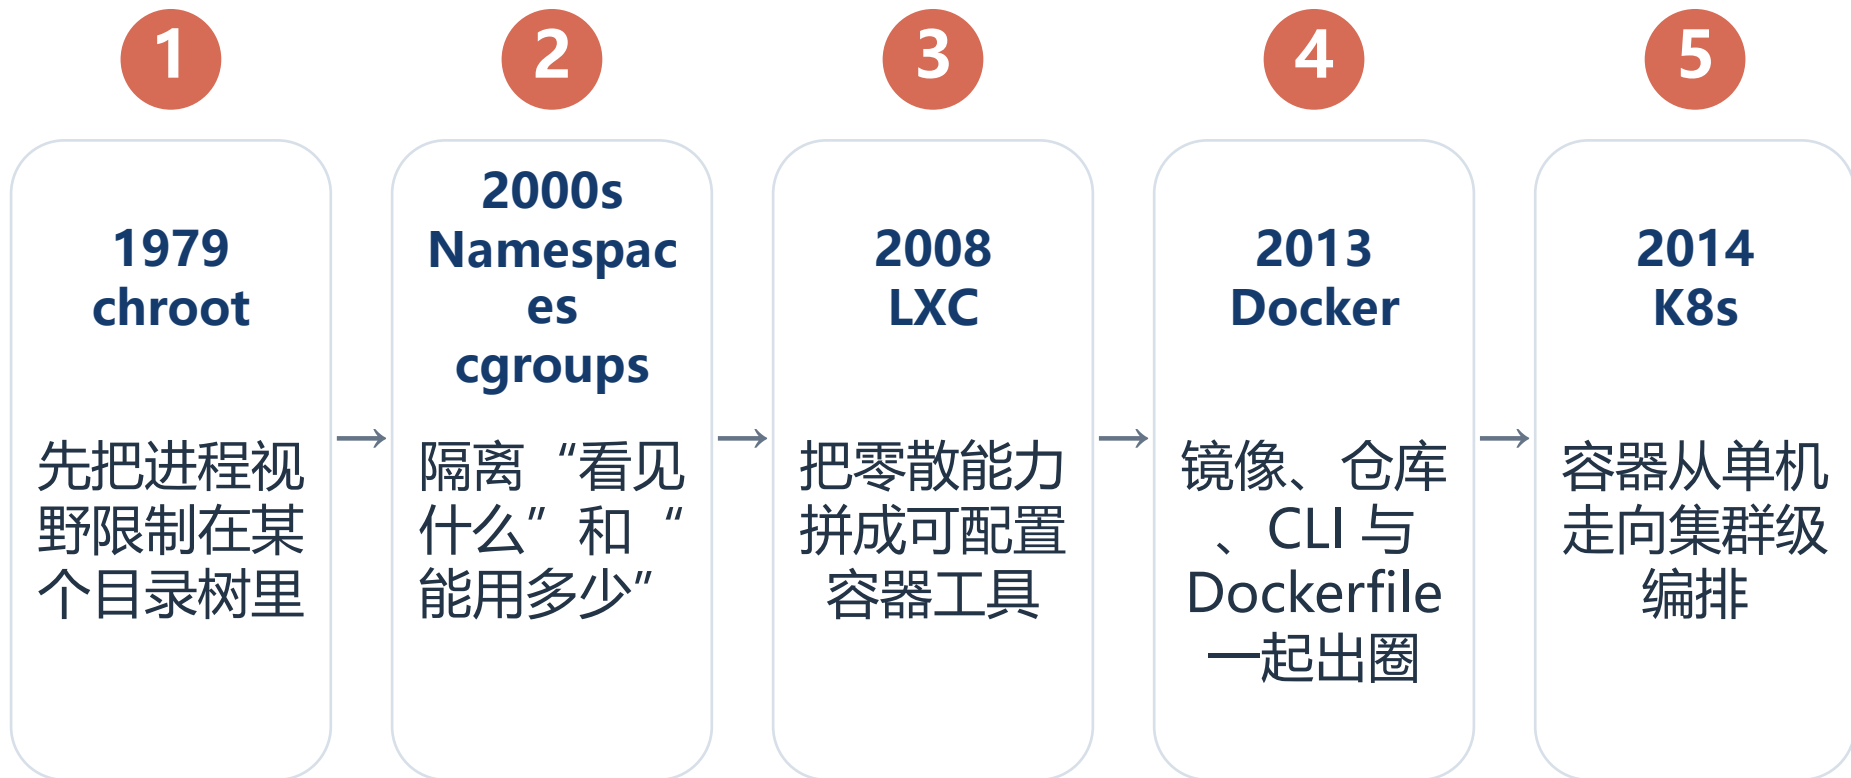 1
1979
chroot
先把进程视
野限制在某
个目录树里
→
2
2000s
Namespac
es
cgroups
隔离“看见
什么”和“
能用多少”
→
3
2008
LXC
把零散能力
拼成可配置
容器工具
→
4
2013
Docker
镜像、仓库
、CLI 与
Dockerfile
一起出圈
→
5
2014
K8s
容器从单机
走向集群级
编排